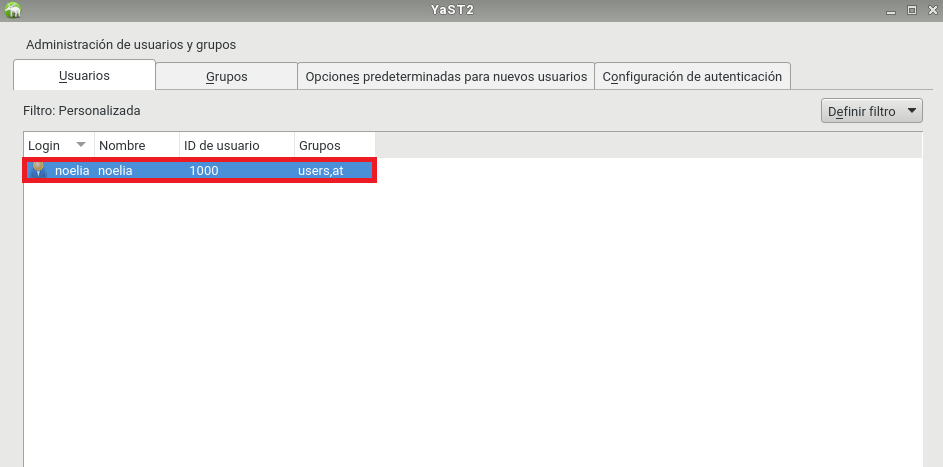 YaST2
Administración de usuarios y grupos
Usuarios Grupos Opciones predeterminadas para nuevos usuarios Configuración de autenticación
Filtro: Personalizada Definir filtro
Login Nombre ID de usuario Grupos
noelia noelia 1000 users,at